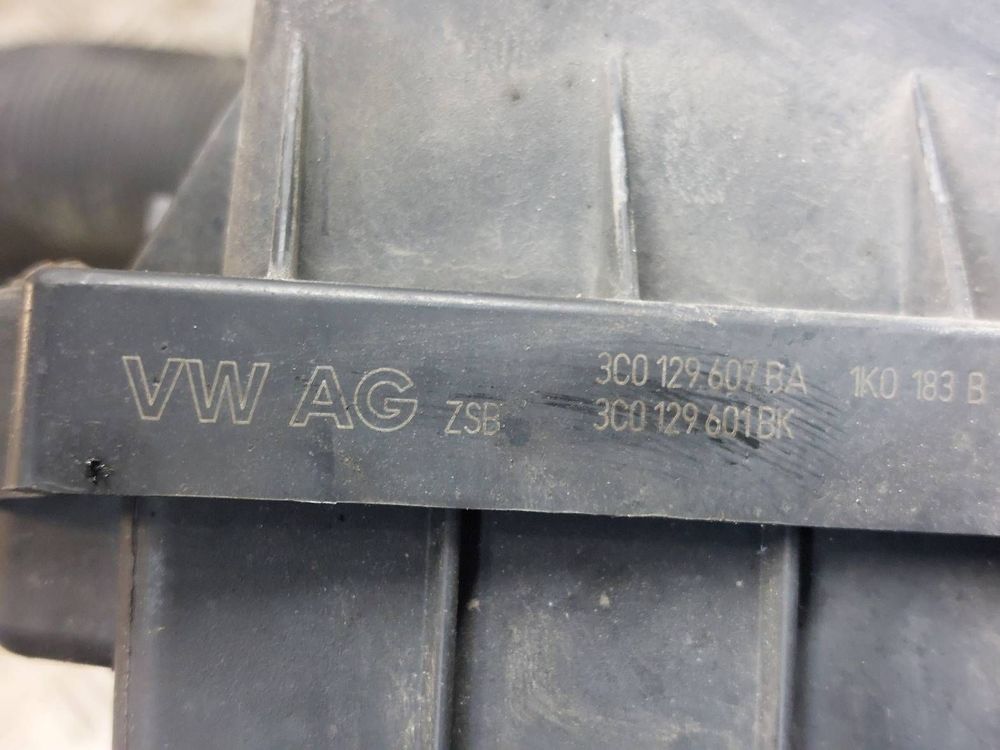 VW AG ZSB 3C0 129 607 BA 1K0 183 B
3C0 129 601 BK